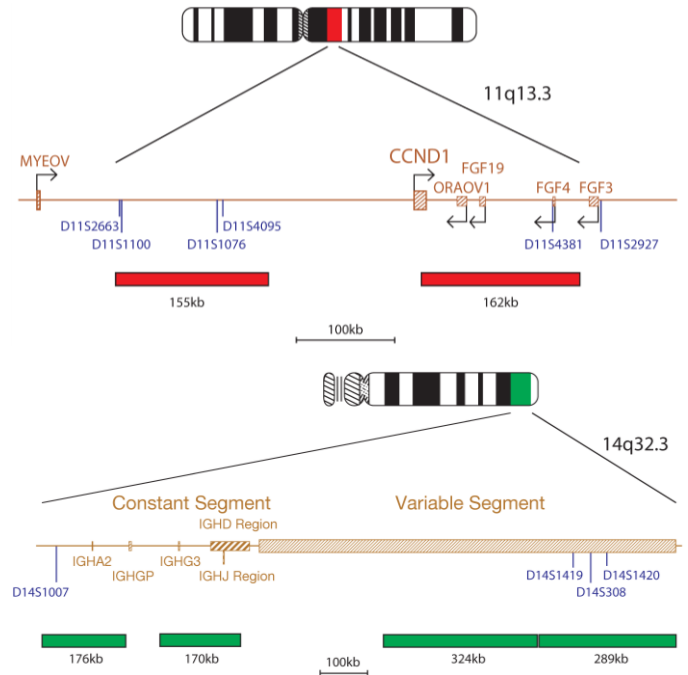 11q13.3
MYEOV
CCND1
FGF19
ORAOV1
FGF4
FGF3
D11S2663
D11S4095
D11S1100
D11S1076
D11S4381
D11S2927
155kb
162kb
100kb
14q32.3
Constant Segment
Variable Segment
IGHD Region
IGHA2
IGHG3
IGHGP
IGHJ Region
D14S1007
D14S1419
D14S1420
D14S308
176kb
170kb
100kb
324kb
289kb